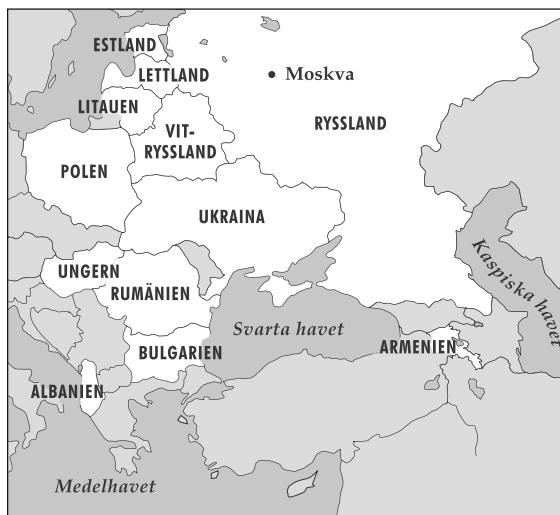 ESTLAND
LETTLAND
Moskva
LITAUEN
RYSSLAND
VIT-
RYSSLAND
POLEN
UKRAINA
UNGERN
RUMÄNIEN
Kaspiska havet
Svarta havet
BULGARIEN
ARMENIEN
ALBANIEN
Medelhavet